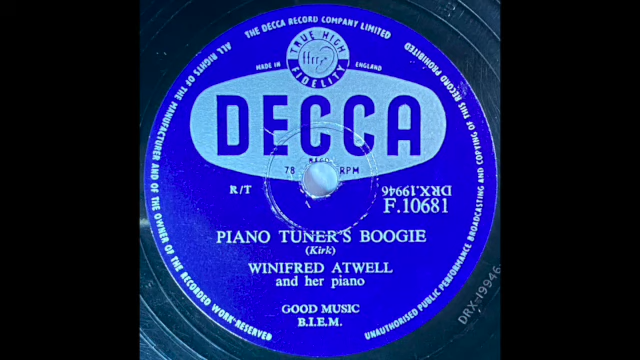 THE DECCA RECORD COMPANY LIMITED
ALL RIGHTS OF THE MANUFACTURER AND OF THE OWNER OF THE RECORDED WORK RESERVED
UNAUTHORISED PUBLIC PERFORMANCE BROADCASTING AND COPYING OF THIS RECORD PROHIBITED
TRUE HIGH
ffrr
FIDELITY
MADE IN ENGLAND
DECCA
RECORD
78 RPM
R/T
DRX.19946
F.10681
PIANO TUNER'S BOOGIE
(Kirk)
WINIFRED ATWELL
and her piano
GOOD MUSIC
B.I.E.M.
DRX-19946